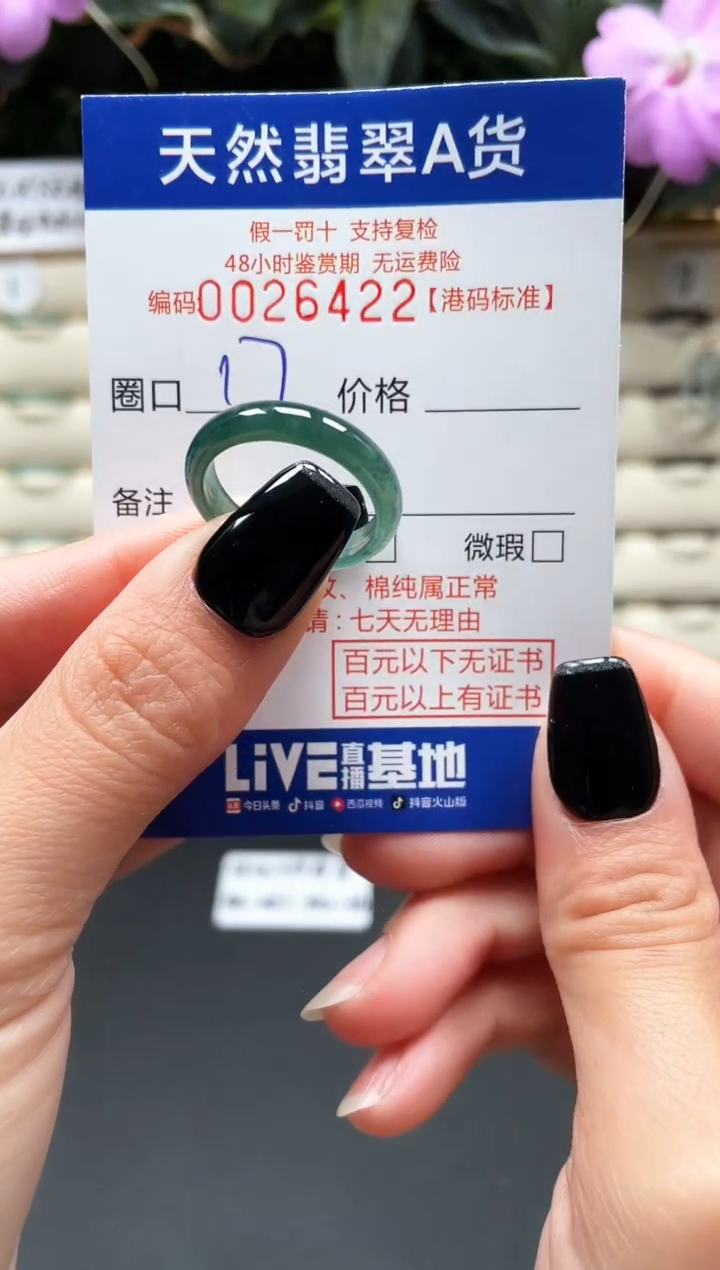 天然翡翠A货
假一罚十 支持复检
48小时鉴赏期 无运费险
编码0026422【港码标准】
圈口 17 价格
备注
微瑕
、棉纯属正常
请：七天无理由
百元以下无证书
百元以上有证书
LiVE直播基地
今日头条 抖音 西瓜视频 抖音火山版